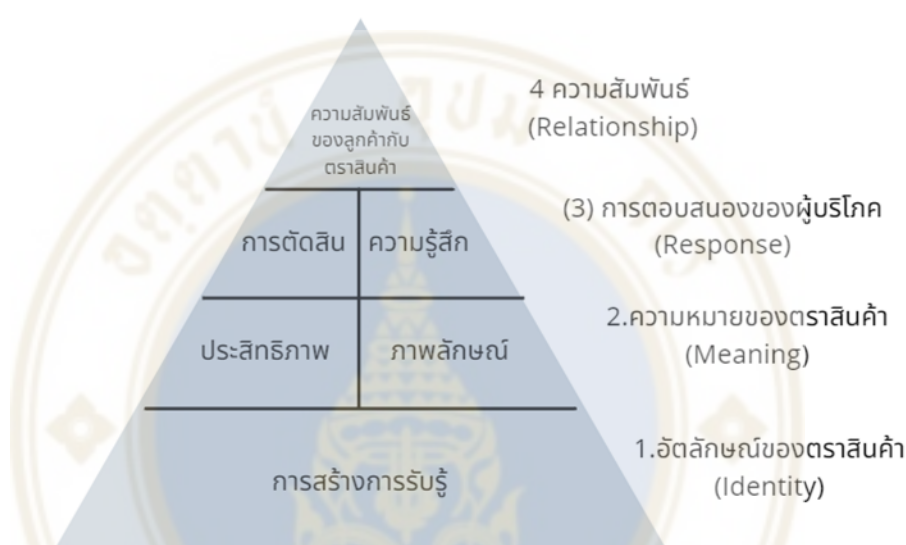 ความสัมพันธ์
ของลูกค้ากับ
ตราสินค้า
4 ความสัมพันธ์
(Relationship)
การตัดสิน
ความรู้สึก
(3) การตอบสนองของผู้บริโภค
(Response)
ประสิทธิภาพ
ภาพลักษณ์
2.ความหมายของตราสินค้า
(Meaning)
การสร้างการรับรู้
1.อัตลักษณ์ของตราสินค้า
(Identity)